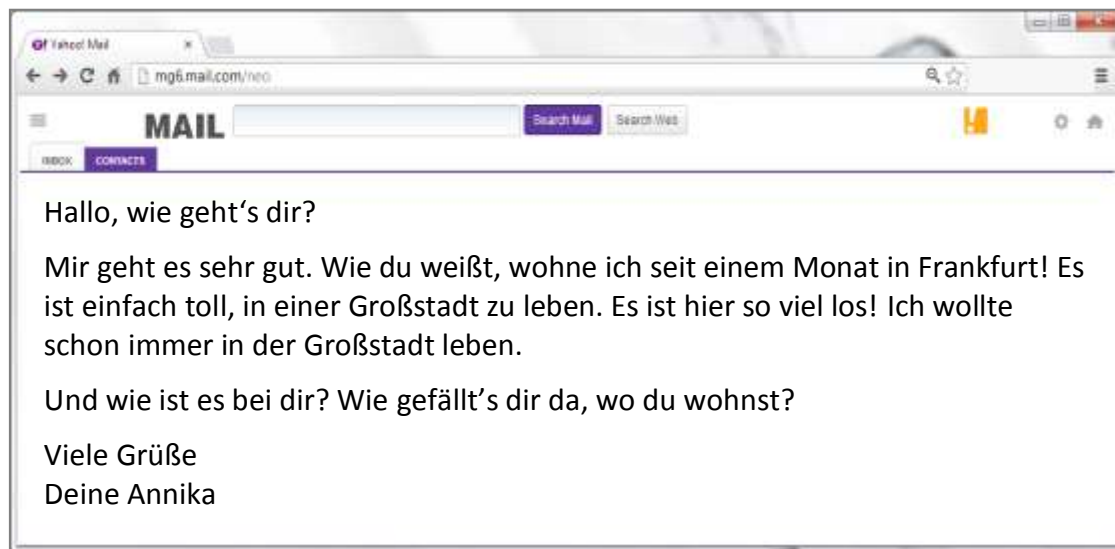 Yahoo! Mail
mg6.mail.com/neo
MAIL
Search Mail
Search Web
INBOX
CONTACTS
Hallo, wie geht‘s dir?
Mir geht es sehr gut. Wie du weißt, wohne ich seit einem Monat in Frankfurt! Es
ist einfach toll, in einer Großstadt zu leben. Es ist hier so viel los! Ich wollte
schon immer in der Großstadt leben.
Und wie ist es bei dir? Wie gefällt’s dir da, wo du wohnst?
Viele Grüße
Deine Annika